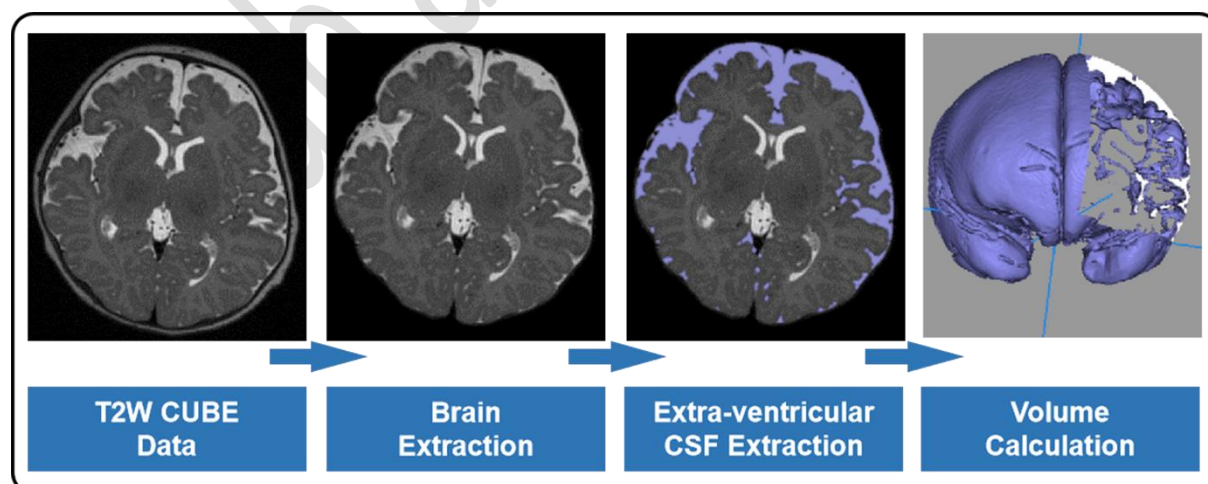 T2W CUBE
Data
Brain
Extraction
Extra-ventricular
CSF Extraction
Volume
Calculation